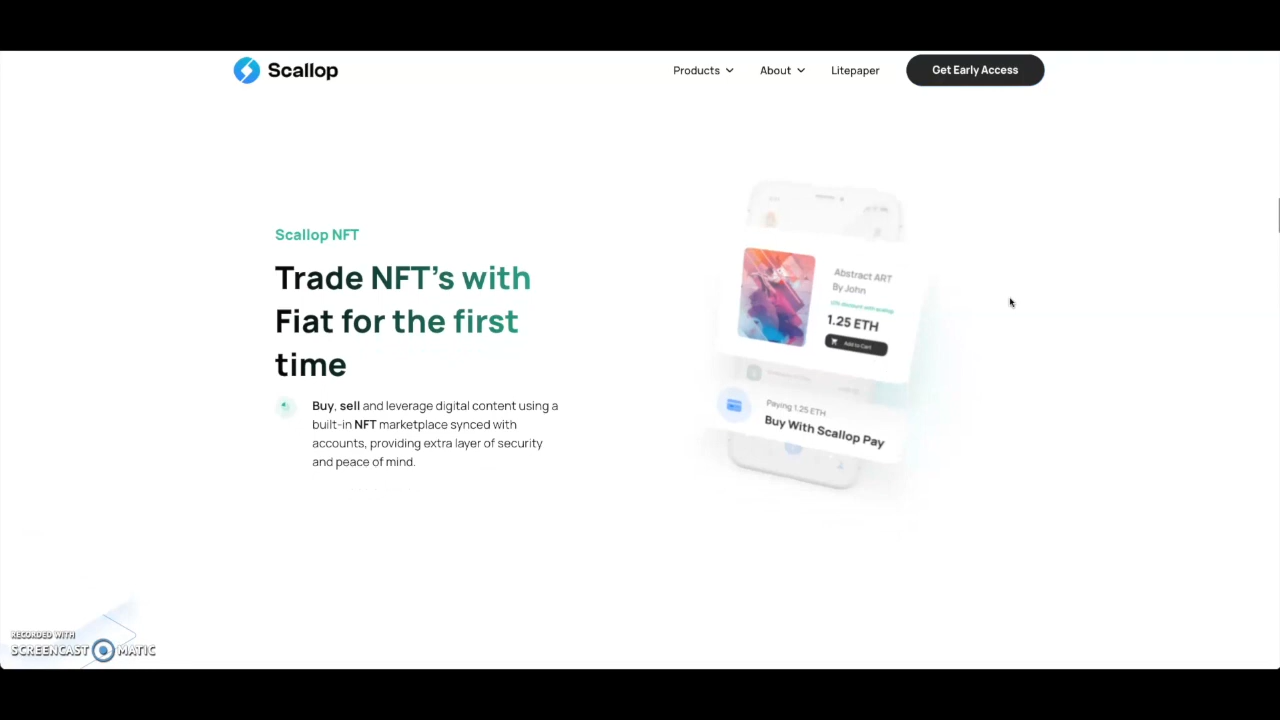 Scallop
Products
About
Litepaper
Get Early Access
Scallop NFT
Trade NFT's with
Fiat for the first
time
Buy, sell and leverage digital content using a
built-in NFT marketplace synced with
accounts, providing extra layer of security
and peace of mind.
Abstract ART
By John
1.25 ETH
Add to Cart
Paying 1.25 ETH
Buy With Scallop Pay
RECORDED WITH
SCREENCAST MATIC